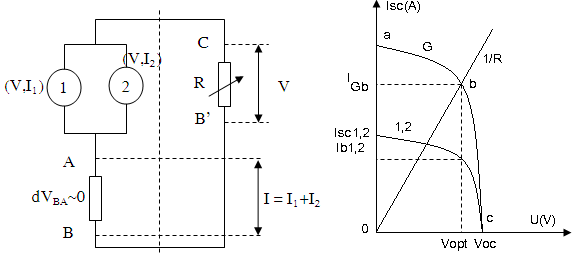 (V,I1)
1
(V,I2)
2
A
dVBA~0
B
C
R
B’
V
I = I1+I2
Isc(A)
a
G
1/R
IGb
b
Isc1,2
1,2
Ib1,2
c
U(V)
0
Vopt
Voc